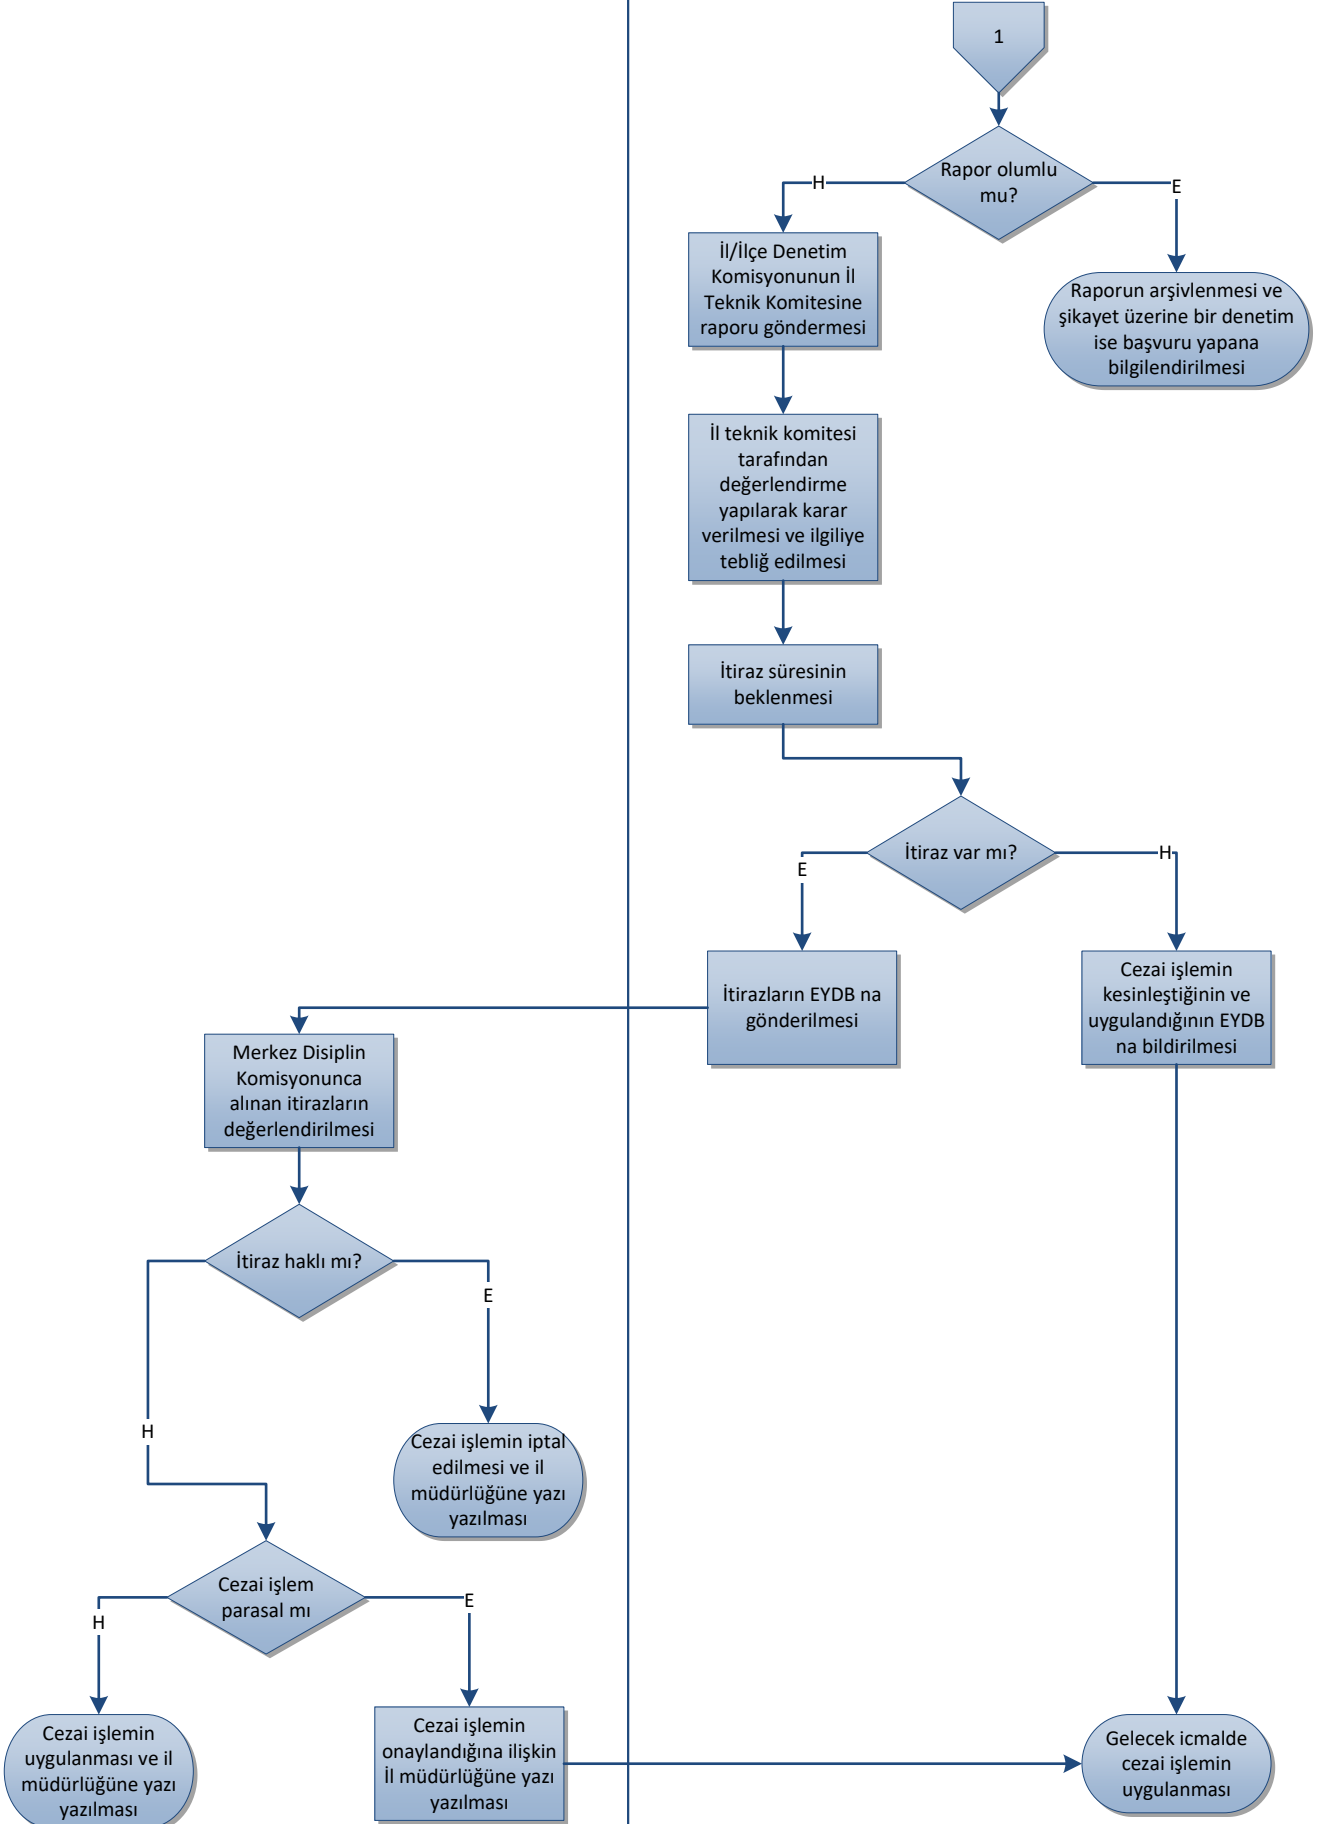 1
Rapor olumlu
mu?
H
E
İl/İlçe Denetim
Komisyonunun İl
Teknik Komitesine
raporu göndermesi
Raporun arşivlenmesi ve
şikayet üzerine bir denetim
ise başvuru yapana
bilgilendirilmesi
İl teknik komitesi
tarafından
değerlendirme
yapılarak karar
verilmesi ve ilgiliye
tebliğ edilmesi
İtiraz süresinin
beklenmesi
İtiraz var mı?
E
H
İtirazların EYDB na
gönderilmesi
Cezai işlemin
kesinleştiğinin ve
uygulandığının EYDB
na bildirilmesi
Merkez Disiplin
Komisyonunca
alınan itirazların
değerlendirilmesi
İtiraz haklı mı?
E
H
Cezai işlemin iptal
edilmesi ve il
müdürlüğüne yazı
yazılması
Cezai işlem
parasal mı
H
E
Cezai işlemin
uygulanması ve il
müdürlüğüne yazı
yazılması
Cezai işlemin
onaylandığına ilişkin
İl müdürlüğüne yazı
yazılması
Gelecek icmalde
cezai işlemin
uygulanması